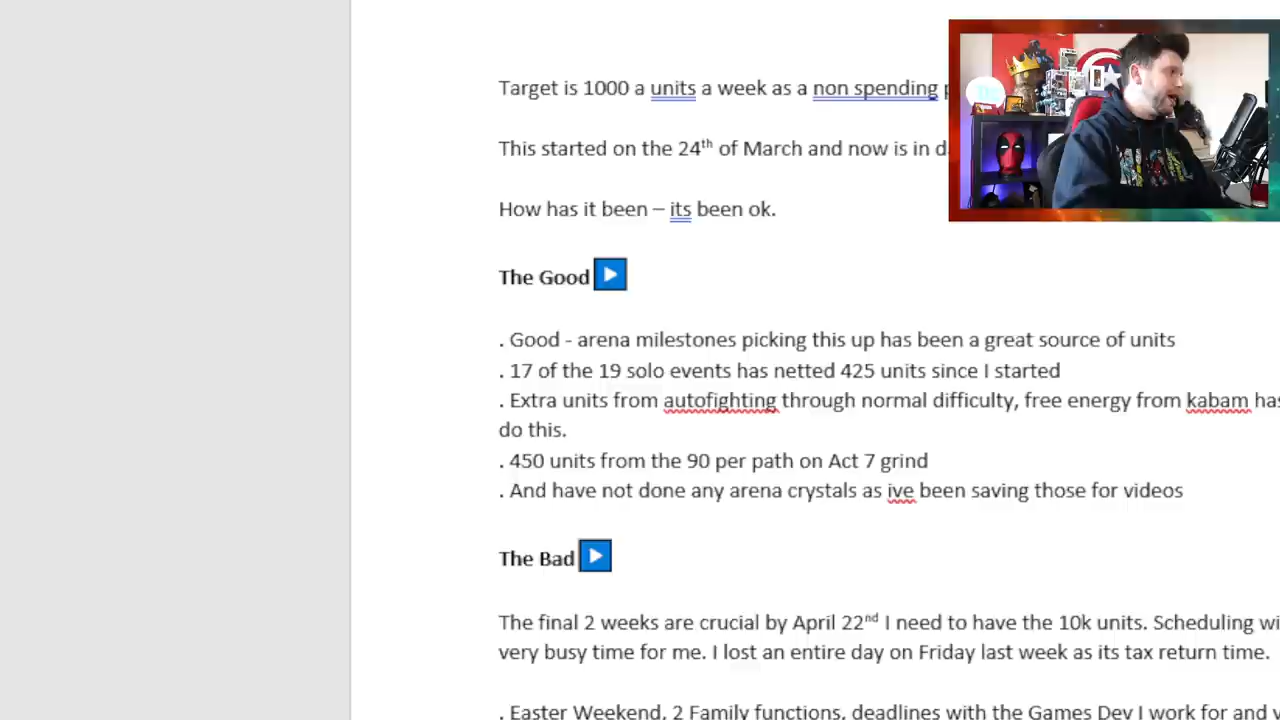 Target is 1000 a units a week as a non spending
This started on the 24th of March and now is in d
How has it been – its been ok.
The Good
. Good - arena milestones picking this up has been a great source of units
. 17 of the 19 solo events has netted 425 units since I started
. Extra units from autofighting through normal difficulty, free energy from kabam has
do this.
. 450 units from the 90 per path on Act 7 grind
. And have not done any arena crystals as ive been saving those for videos
The Bad
The final 2 weeks are crucial by April 22nd I need to have the 10k units. Scheduling wi
very busy time for me. I lost an entire day on Friday last week as its tax return time.
. Easter Weekend, 2 Family functions, deadlines with the Games Dev I work for and